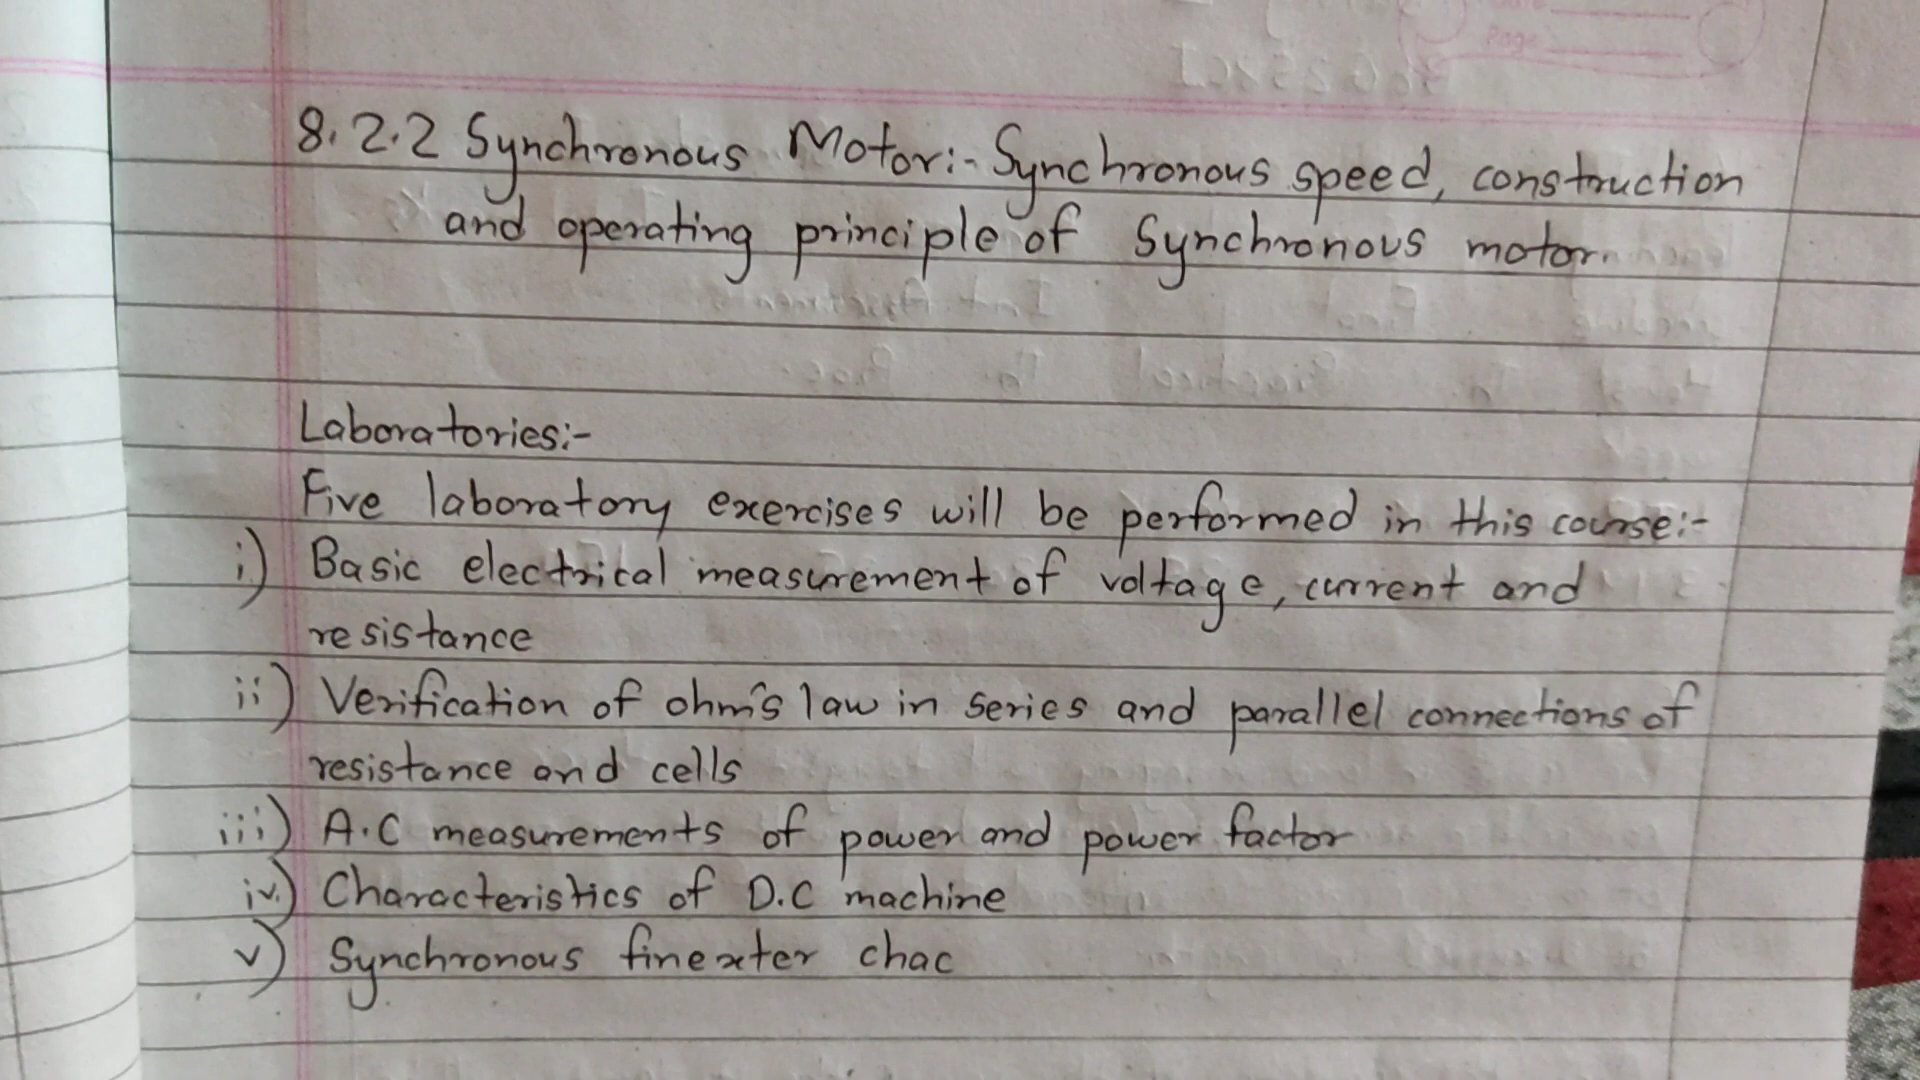 8.2.2 Synchronous Motor:- Synchronous speed, construction
and operating principle of Synchronous motor.
Laboratories:-
Five laboratory exercises will be performed in this course:-
i) Basic electrical measurement of voltage, current and
resistance
ii) Verification of ohm's law in series and parallel connections of
resistance and cells
iii) A.C measurements of power and power factor
iv.) Characteristics of D.C machine
v) Synchronous chac